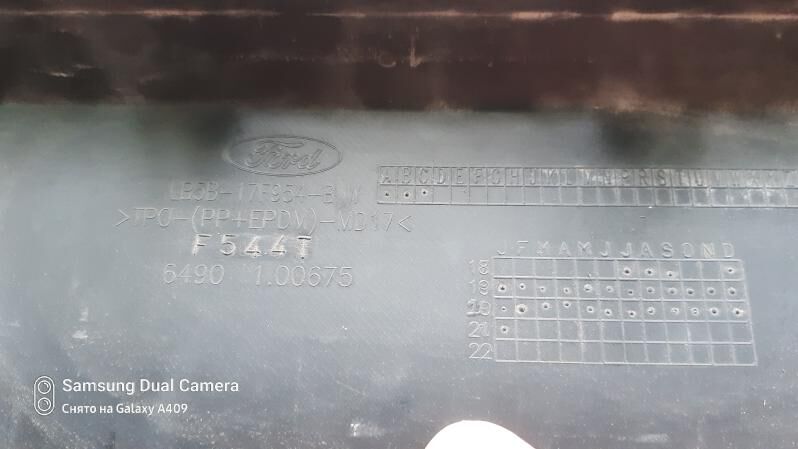 Ford
LB5B-17F954-B
>TPO-(PP+EPDM)-MD17<
F544T
6490 1.00675
A B C D E F G H J K L M N P R S T U V W X Y
J F M A M J J A S O N D
18
19
20
21
22
Samsung Dual Camera
Снято на Galaxy A40୨